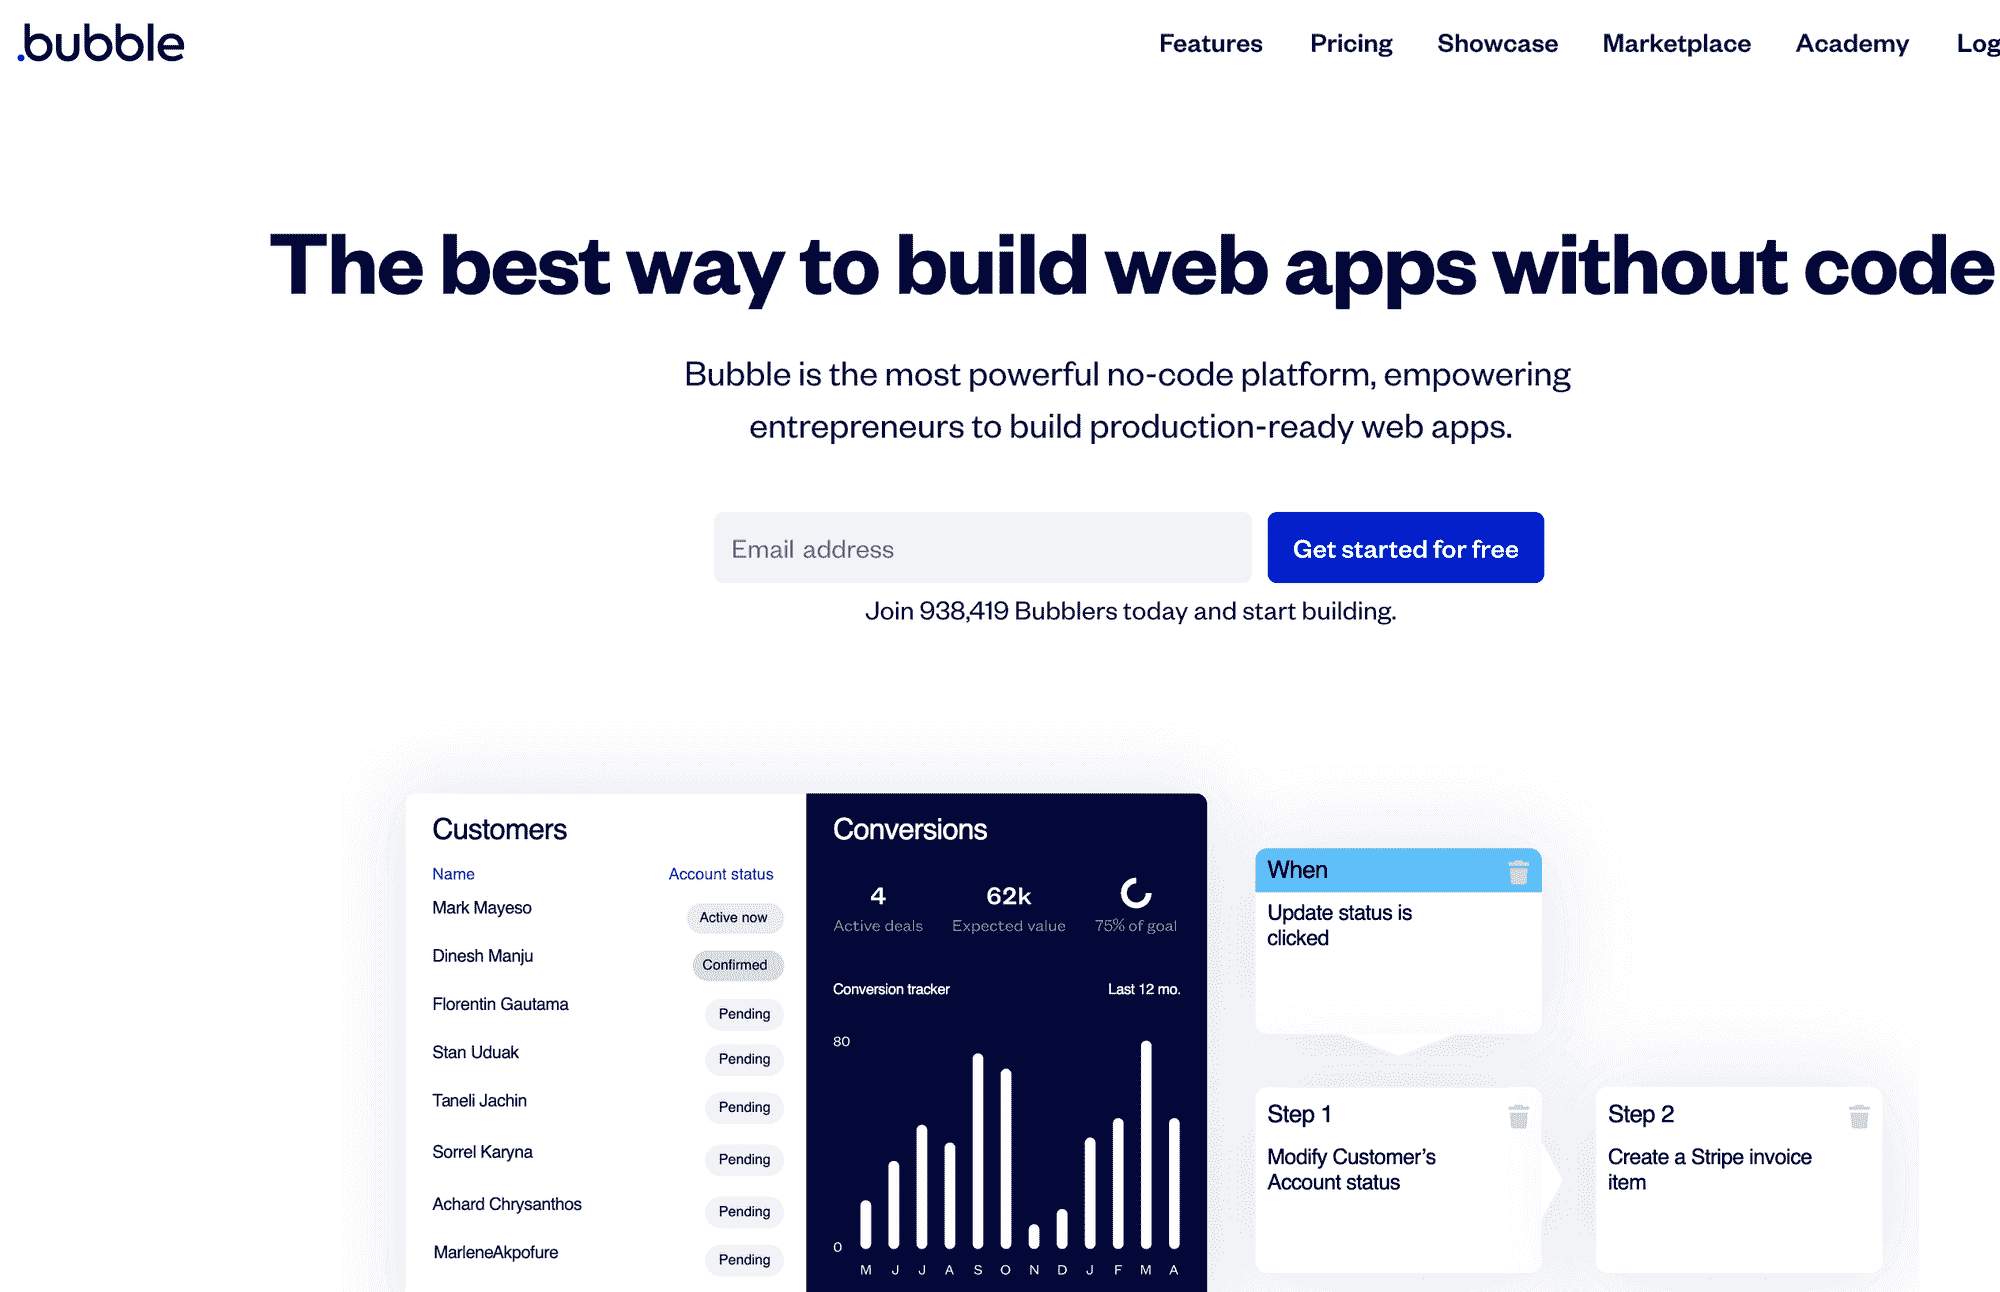 .bubble
Features Pricing Showcase Marketplace Academy Log
The best way to build web apps without code
Bubble is the most powerful no-code platform, empowering
entrepreneurs to build production-ready web apps.
Email address
Get started for free
Join 938,419 Bubblers today and start building.
Customers
Name Account status
Mark Mayeso Active now
Dinesh Manju Confirmed
Florentin Gautama Pending
Stan Uduak Pending
Taneli Jachin Pending
Sorrel Karyna Pending
Achard Chrysanthos Pending
MarleneAkpofure Pending
Conversions
4 62k
Active deals Expected value 75% of goal
Conversion tracker Last 12 mo.
80
0
M J J A S O N D J F M A
When
Update status is
clicked
Step 1
Modify Customer's
Account status
Step 2
Create a Stripe invoice
item